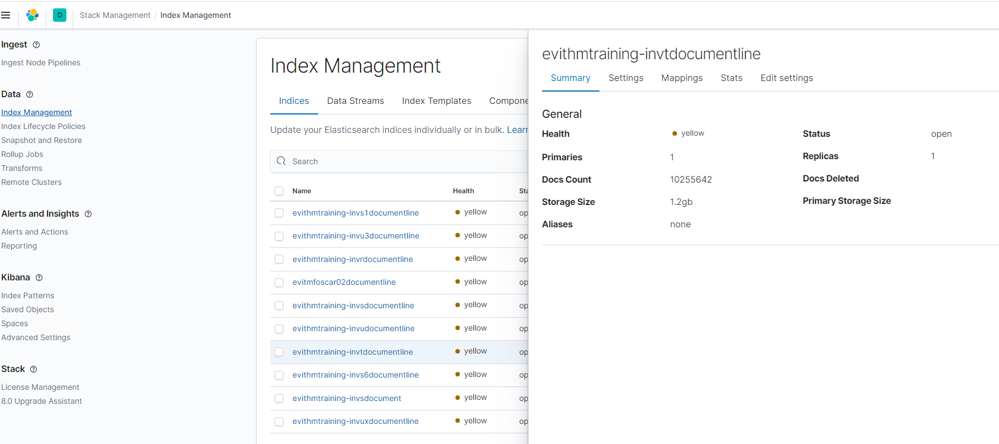 D Stack Management / Index Management
Ingest
Ingest Node Pipelines
Data
Index Management
Index Lifecycle Policies
Snapshot and Restore
Rollup Jobs
Transforms
Remote Clusters
Alerts and Insights
Alerts and Actions
Reporting
Kibana
Index Patterns
Saved Objects
Spaces
Advanced Settings
Stack
License Management
8.0 Upgrade Assistant
Index Management
Indices Data Streams Index Templates Compone
Update your Elasticsearch indices individually or in bulk. Learn
Search
Name Health Sta
evithmtraining-invs1documentline yellow op
evithmtraining-invu3documentline yellow op
evithmtraining-invrdocumentline yellow op
evitmfoscar02documentline yellow op
evithmtraining-invsdocumentline yellow op
evithmtraining-invudocumentline yellow op
evithmtraining-invtdocumentline yellow op
evithmtraining-invs6documentline yellow op
evithmtraining-invsdocument yellow op
evithmtraining-invuxdocumentline yellow op
evithmtraining-invtdocumentline
Summary Settings Mappings Stats Edit settings
General
Health yellow Status open
Primaries 1 Replicas 1
Docs Count 10255642 Docs Deleted
Storage Size 1.2gb Primary Storage Size
Aliases none